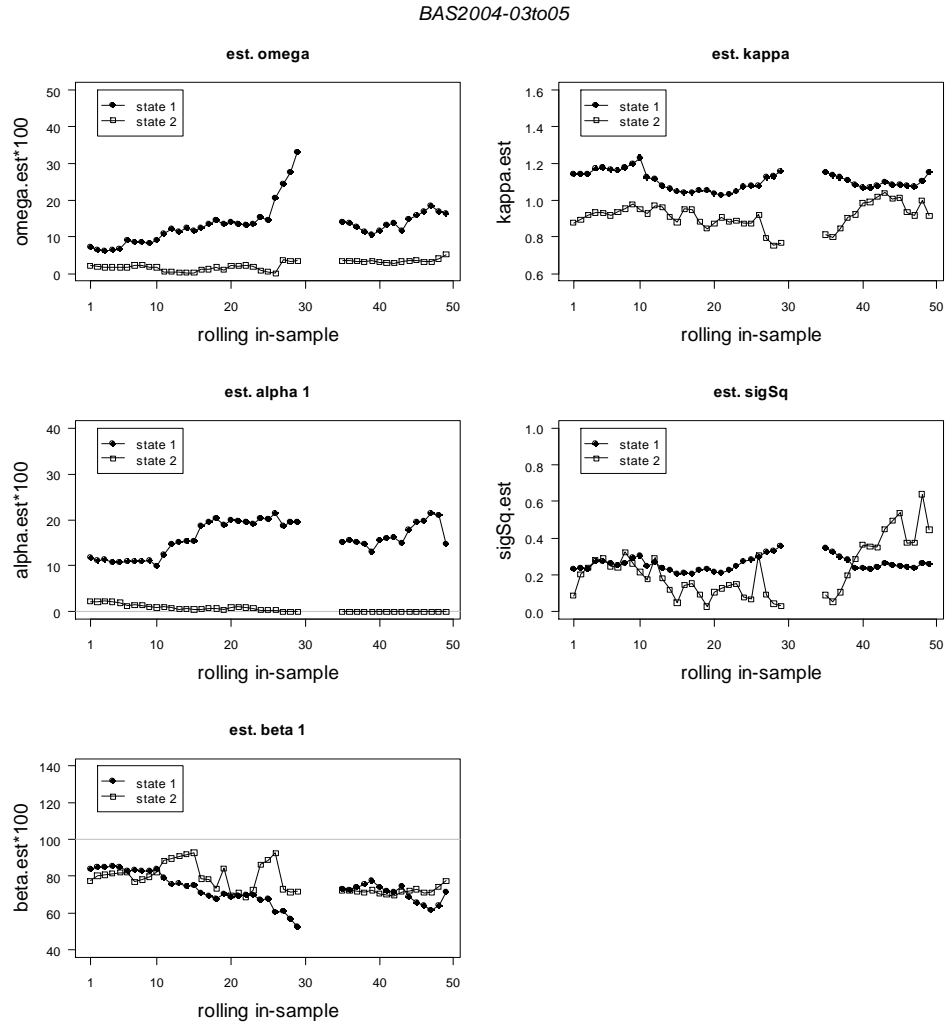 BAS2004-03to05
est. omega
omega.est*100
50
40
30
20
10
0
state 1
state 2
1 10 20 30 40 50
rolling in-sample
est. kappa
kappa.est
1.6
1.4
1.2
1.0
0.8
0.6
state 1
state 2
1 10 20 30 40 50
rolling in-sample
est. alpha 1
alpha.est*100
40
30
20
10
0
state 1
state 2
1 10 20 30 40 50
rolling in-sample
est. sigSq
sigSq.est
1.0
0.8
0.6
0.4
0.2
0.0
state 1
state 2
1 10 20 30 40 50
rolling in-sample
est. beta 1
beta.est*100
140
120
100
80
60
40
state 1
state 2
1 10 20 30 40 50
rolling in-sample